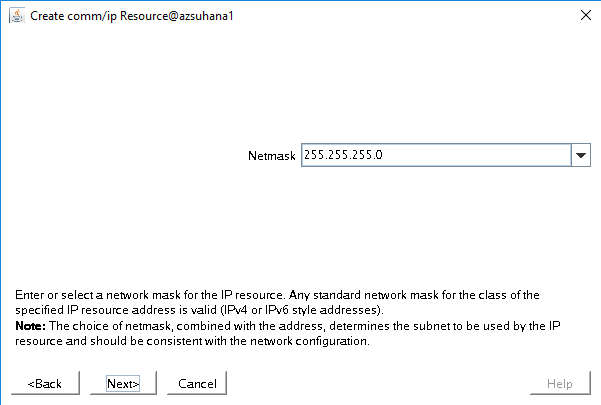 Create comm/ip Resource@azsuhana1
Netmask 255.255.255.0
Enter or select a network mask for the IP resource. Any standard network mask for the class of the
specified IP resource address is valid (IPv4 or IPv6 style addresses).
Note: The choice of netmask, combined with the address, determines the subnet to be used by the IP
resource and should be consistent with the network configuration.
<Back Next> Cancel Help